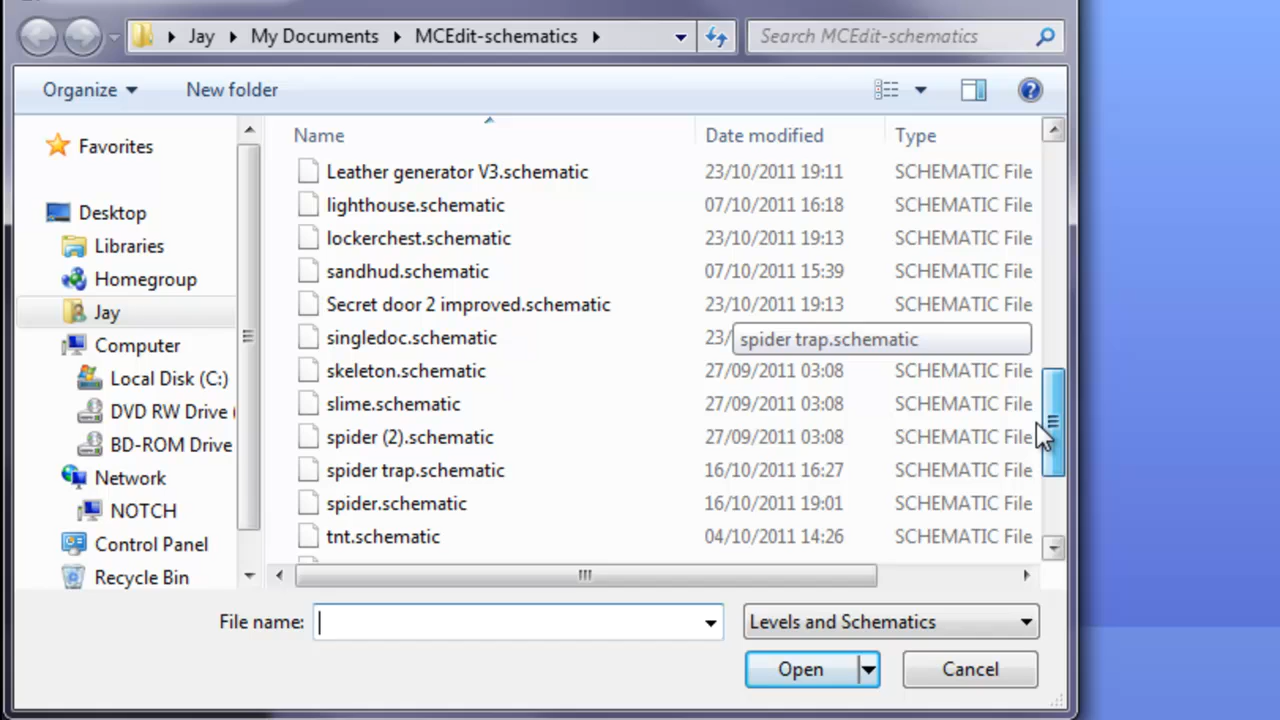 Jay My Documents MCEdit-schematics Search MCEdit-schematics
Organize New folder
Favorites
Desktop
Libraries
Homegroup
Jay
Computer
Local Disk (C:)
DVD RW Drive (
BD-ROM Drive
Network
NOTCH
Control Panel
Recycle Bin
Name Date modified Type
Leather generator V3.schematic 23/10/2011 19:11 SCHEMATIC File
lighthouse.schematic 07/10/2011 16:18 SCHEMATIC File
lockerchest.schematic 23/10/2011 19:13 SCHEMATIC File
sandhud.schematic 07/10/2011 15:39 SCHEMATIC File
Secret door 2 improved.schematic 23/10/2011 19:13 SCHEMATIC File
singledoc.schematic 23/ spider trap.schematic
skeleton.schematic 27/09/2011 03:08 SCHEMATIC File
slime.schematic 27/09/2011 03:08 SCHEMATIC File
spider (2).schematic 27/09/2011 03:08 SCHEMATIC File
spider trap.schematic 16/10/2011 16:27 SCHEMATIC File
spider.schematic 16/10/2011 19:01 SCHEMATIC File
tnt.schematic 04/10/2011 14:26 SCHEMATIC File
File name: Levels and Schematics
Open Cancel